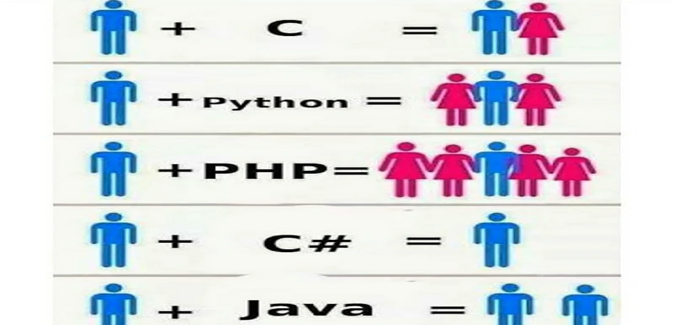 + C =
+ Python =
+ PHP =
+ C# =
+ Java =